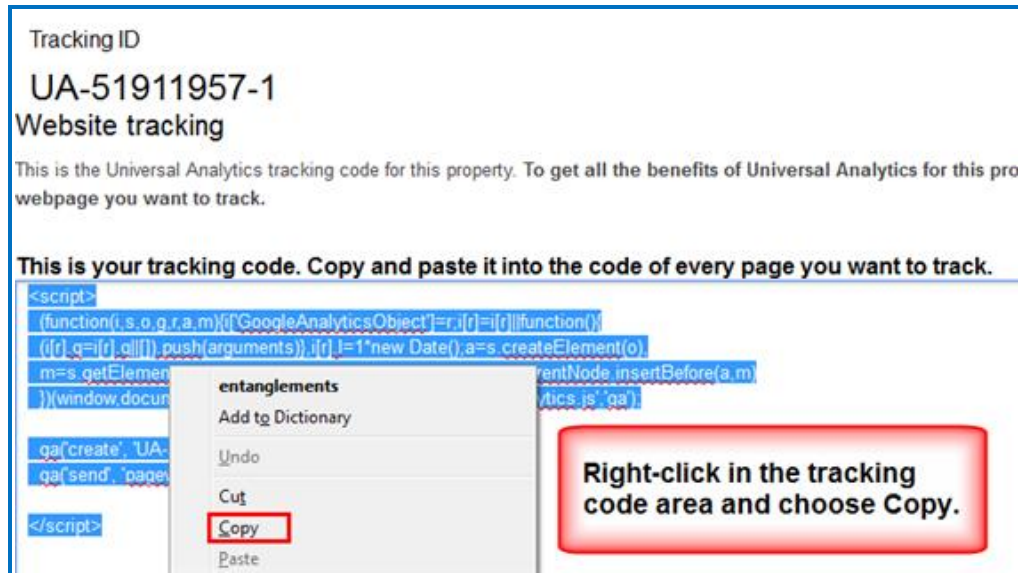 Tracking ID
UA-51911957-1
Website tracking
This is the Universal Analytics tracking code for this property. To get all the benefits of Universal Analytics for this pro
webpage you want to track.
This is your tracking code. Copy and paste it into the code of every page you want to track.
<script>
(function(i,s,o,g,r,a,m){i['GoogleAnalyticsObject']=r;i[r]=i[r]||function(){
(i[r].q=i[r].q||[]).push(arguments)},i[r].l=1*new Date();a=s.createElement(o),
m=s.getElemen rentNode.insertBefore(a,m)
})(window,docun ytics.js','ga');
ga('create', 'UA-
ga('send', 'pagev
</script>
entanglements
Add to Dictionary
Undo
Cut
Copy
Paste
Right-click in the tracking
code area and choose Copy.